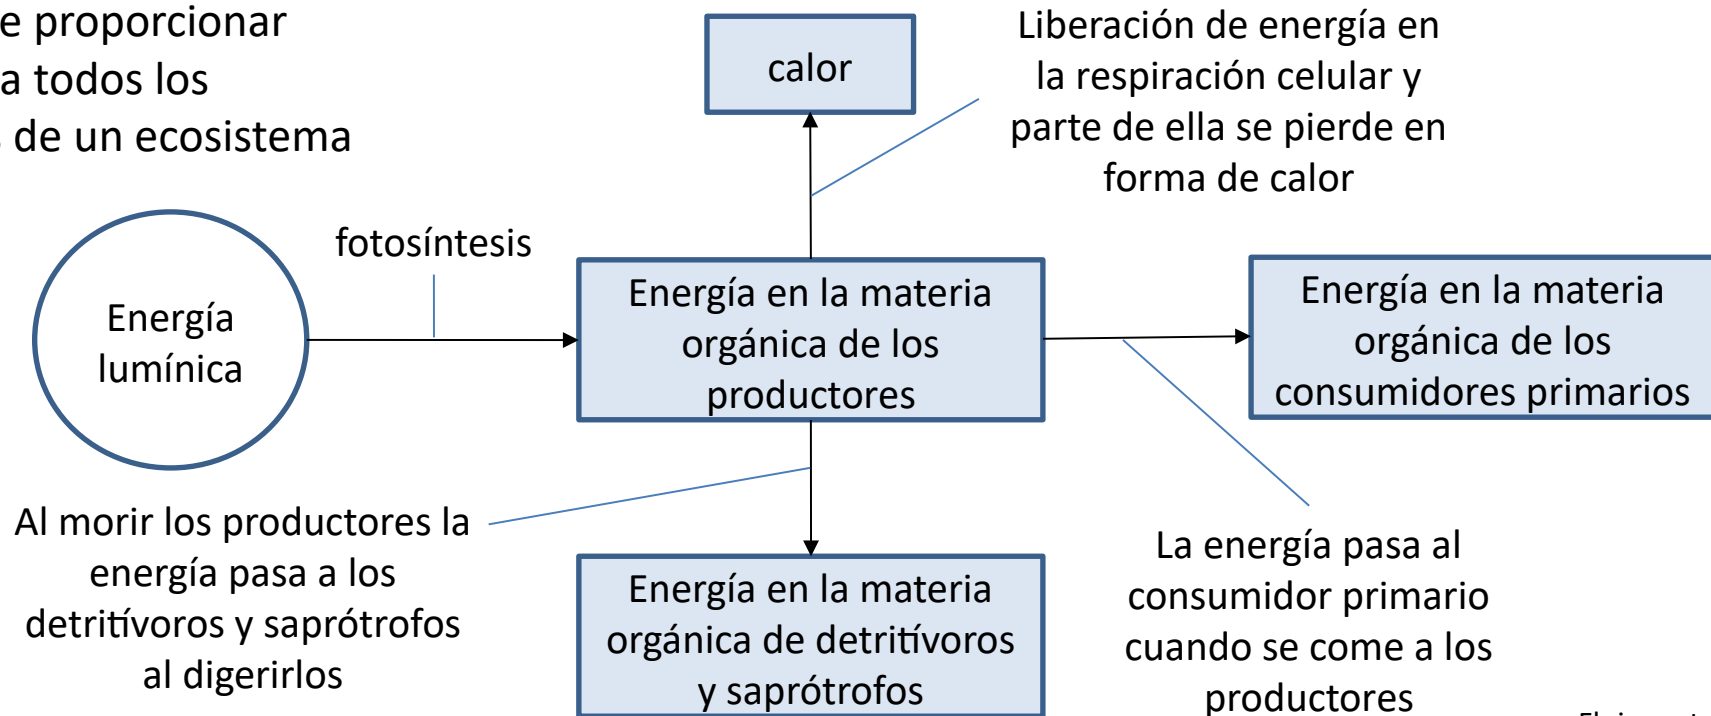 e proporcionar
a todos los
de un ecosistema
calor
Liberación de energía en
la respiración celular y
parte de ella se pierde en
forma de calor
fotosíntesis
Energía
lumínica
Energía en la materia
orgánica de los
productores
Energía en la materia
orgánica de los
consumidores primarios
Al morir los productores la
energía pasa a los
detritívoros y saprótrofos
al digerirlos
Energía en la materia
orgánica de detritívoros
y saprótrofos
La energía pasa al
consumidor primario
cuando se come a los
productores